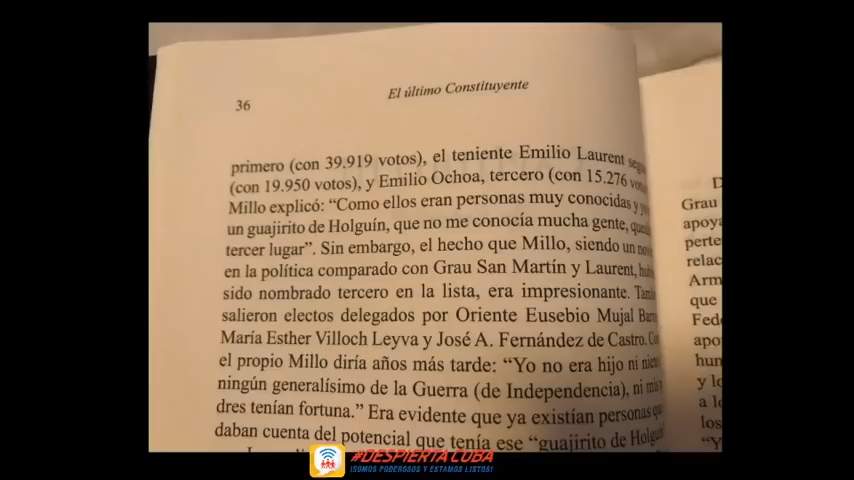 36
El último Constituyente
primero (con 39.919 votos), el teniente Emilio Laurent
(con 19.950 votos), y Emilio Ochoa, tercero (con 15.276
Millo explicó: “Como ellos eran personas muy conocidas y
un guajirito de Holguín, que no me conocía mucha gente,
tercer lugar”. Sin embargo, el hecho que Millo, siendo un
en la política comparado con Grau San Martín y Laurent,
sido nombrado tercero en la lista, era impresionante.
salieron electos delegados por Oriente Eusebio Mujal
María Esther Villoch Leyva y José A. Fernández de Castro.
el propio Millo diría años más tarde: “Yo no era hijo ni
ningún generalísimo de la Guerra (de Independencia), ni
dres tenían fortuna.” Era evidente que ya existían personas
daban cuenta del potencial que tenía ese “guajirito de
Grau
apoya
perte
relac
Arm
que
Fede
apo
hun
y lo
a lo
los
“Y
#DESPIERTA CUBA
¡SOMOS PODEROSOS Y ESTAMOS LISTOS!